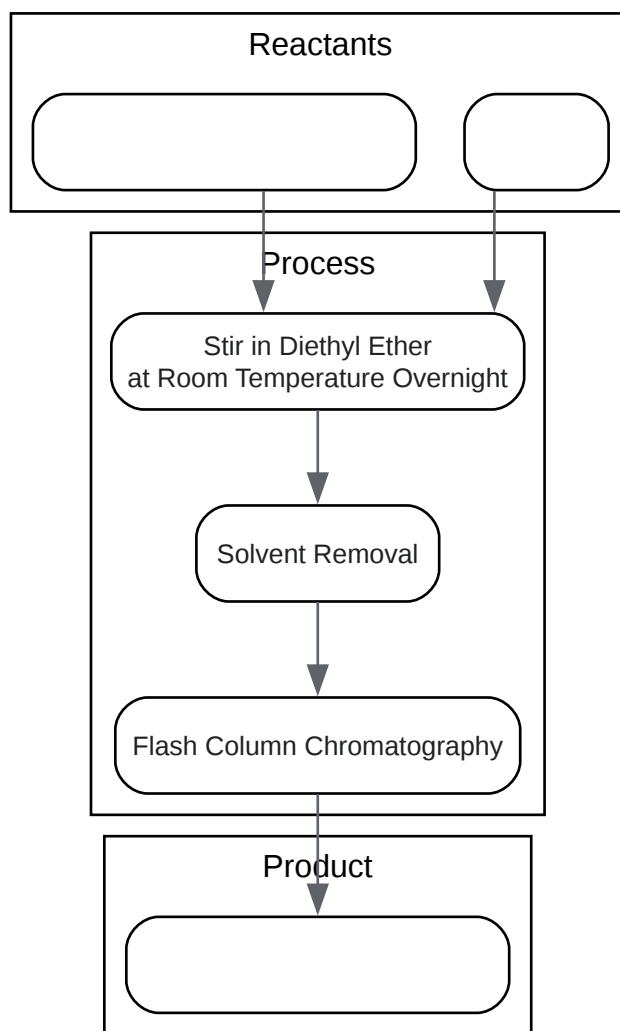 Reactants
Process
Stir in Diethyl Ether
at Room Temperature Overnight
Solvent Removal
Flash Column Chromatography
Product